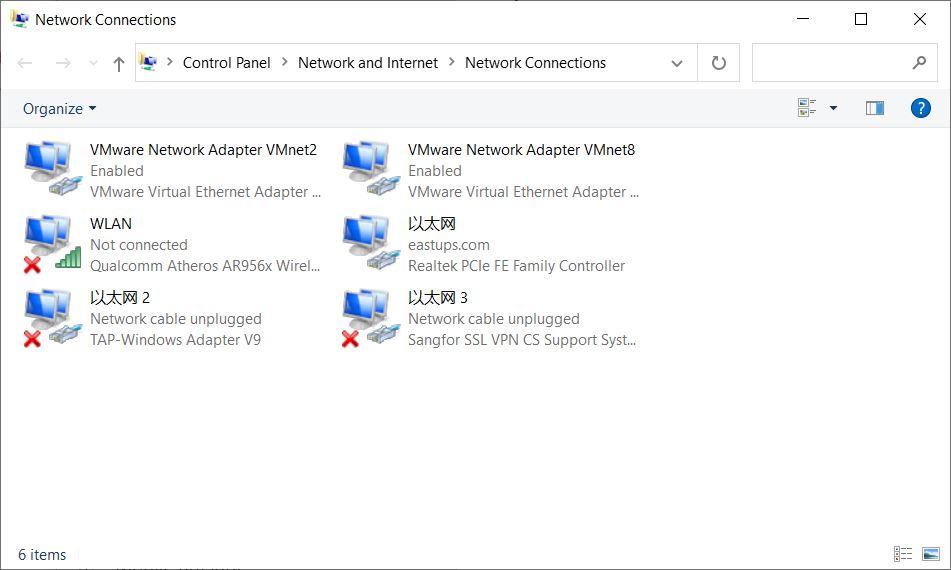 Network Connections
Control Panel > Network and Internet > Network Connections
Organize
VMware Network Adapter VMnet2
Enabled
VMware Virtual Ethernet Adapter ...
VMware Network Adapter VMnet8
Enabled
VMware Virtual Ethernet Adapter ...
WLAN
Not connected
Qualcomm Atheros AR956x Wirel...
以太网
eastups.com
Realtek PCIe FE Family Controller
以太网 2
Network cable unplugged
TAP-Windows Adapter V9
以太网 3
Network cable unplugged
Sangfor SSL VPN CS Support Syst...
6 items